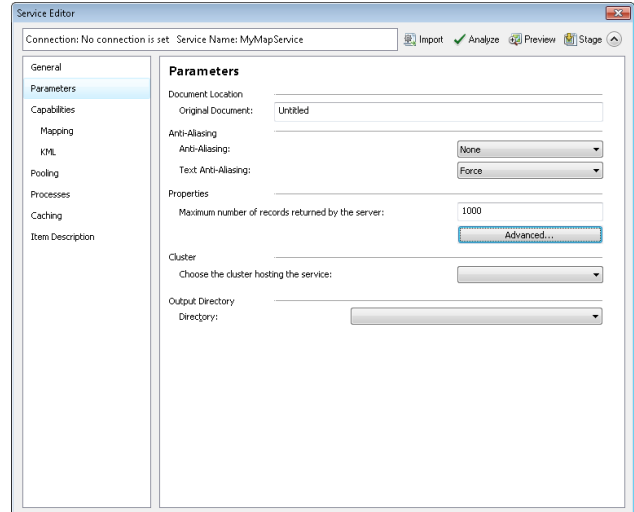 Service Editor
Connection: No connection is set Service Name: MyMapService
Import
Analyze
Preview
Stage
General
Parameters
Capabilities
Mapping
KML
Pooling
Processes
Caching
Item Description
Parameters
Document Location
Original Document: Untitled
Anti-Aliasing
Anti-Aliasing: None
Text Anti-Aliasing: Force
Properties
Maximum number of records returned by the server: 1000
Advanced...
Cluster
Choose the cluster hosting the service:
Output Directory
Directory: